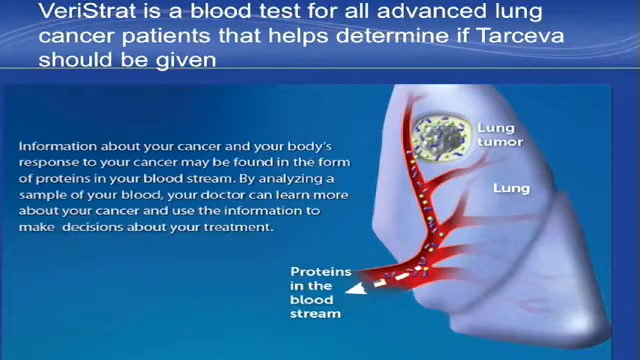 VeriStrat is a blood test for all advanced lung
cancer patients that helps determine if Tarceva
should be given
Information about your cancer and your body's
response to your cancer may be found in the form
of proteins in your blood stream. By analyzing a
sample of your blood, your doctor can learn more
about your cancer and use the information to
make decisions about your treatment.
Lung
tumor
Lung
Proteins
in the
blood
stream